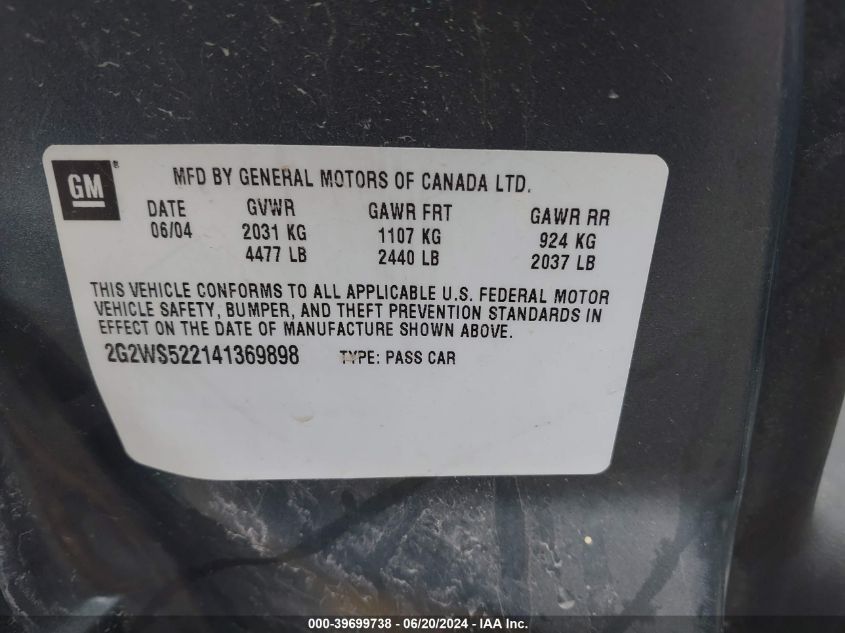 GM ®
MFD BY GENERAL MOTORS OF CANADA LTD.
DATE GVWR GAWR FRT GAWR RR
06/04 2031 KG 1107 KG 924 KG
4477 LB 2440 LB 2037 LB
THIS VEHICLE CONFORMS TO ALL APPLICABLE U.S. FEDERAL MOTOR
VEHICLE SAFETY, BUMPER, AND THEFT PREVENTION STANDARDS IN
EFFECT ON THE DATE OF MANUFACTURE SHOWN ABOVE.
2G2WS522141369898 TYPE: PASS CAR
000-39699738 - 06/20/2024 - IAA Inc.